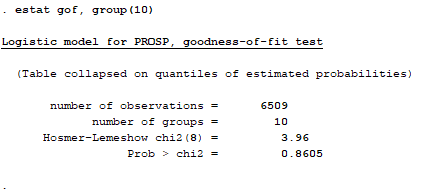 . estat gof, group(10)
Logistic model for PROSP, goodness-of-fit test
(Table collapsed on quantiles of estimated probabilities)
number of observations = 6509
number of groups = 10
Hosmer-Lemeshow chi2(8) = 3.96
Prob > chi2 = 0.8605
.